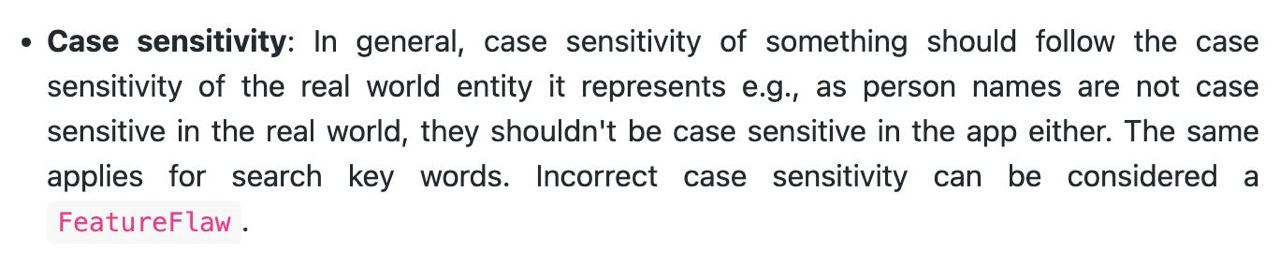 • Case sensitivity: In general, case sensitivity of something should follow the case
sensitivity of the real world entity it represents e.g., as person names are not case
sensitive in the real world, they shouldn't be case sensitive in the app either. The same
applies for search key words. Incorrect case sensitivity can be considered a
FeatureFlaw.